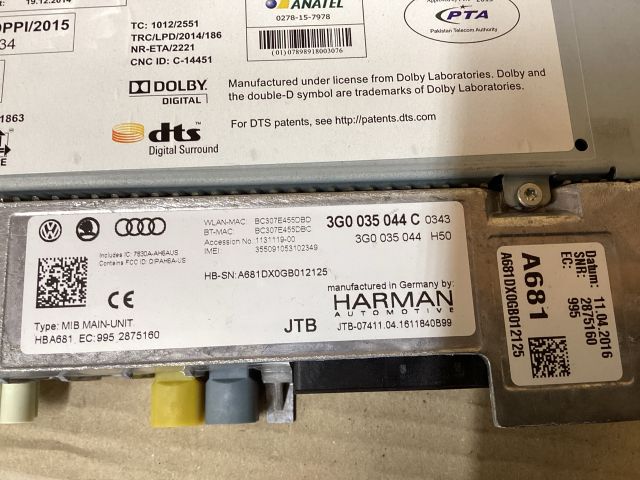 19.12.2014
DPPI/2015
34
1863
TC: 1012/2551
TRC/LPD/2014/186
NR-ETA/2221
CNC ID: C-14451
ANATEL
0278-15-7978
(01)07898918003076
PTA
Pakistan Telecom Authority
DOLBY
DIGITAL
Manufactured under license from Dolby Laboratories. Dolby and
the double-D symbol are trademarks of Dolby Laboratories.
dts
Digital Surround
For DTS patents, see http://patents.dts.com
WLAN-MAC: BC307E455DBD
BT-MAC: BC307E455DBC
Accession No 1131119-00
IMEI: 355091053102349
3G0 035 044 C 0343
3G0 035 044 H50
Includes IC: 7830A-AH6AUS
Contains FCC ID: QIPAH6A-US
HB-SN: A681DX0GB012125
CE
manufactured in Germany by:
HARMAN
AUTOMOTIVE
Type: MIB MAIN-UNIT
HBA681 EC: 995 2875160
JTB
JTB-07411.04.1611840B99
Datum: 11.04.2016
SNR: 2875160
EC: 995
A681
A681DX0GB012125